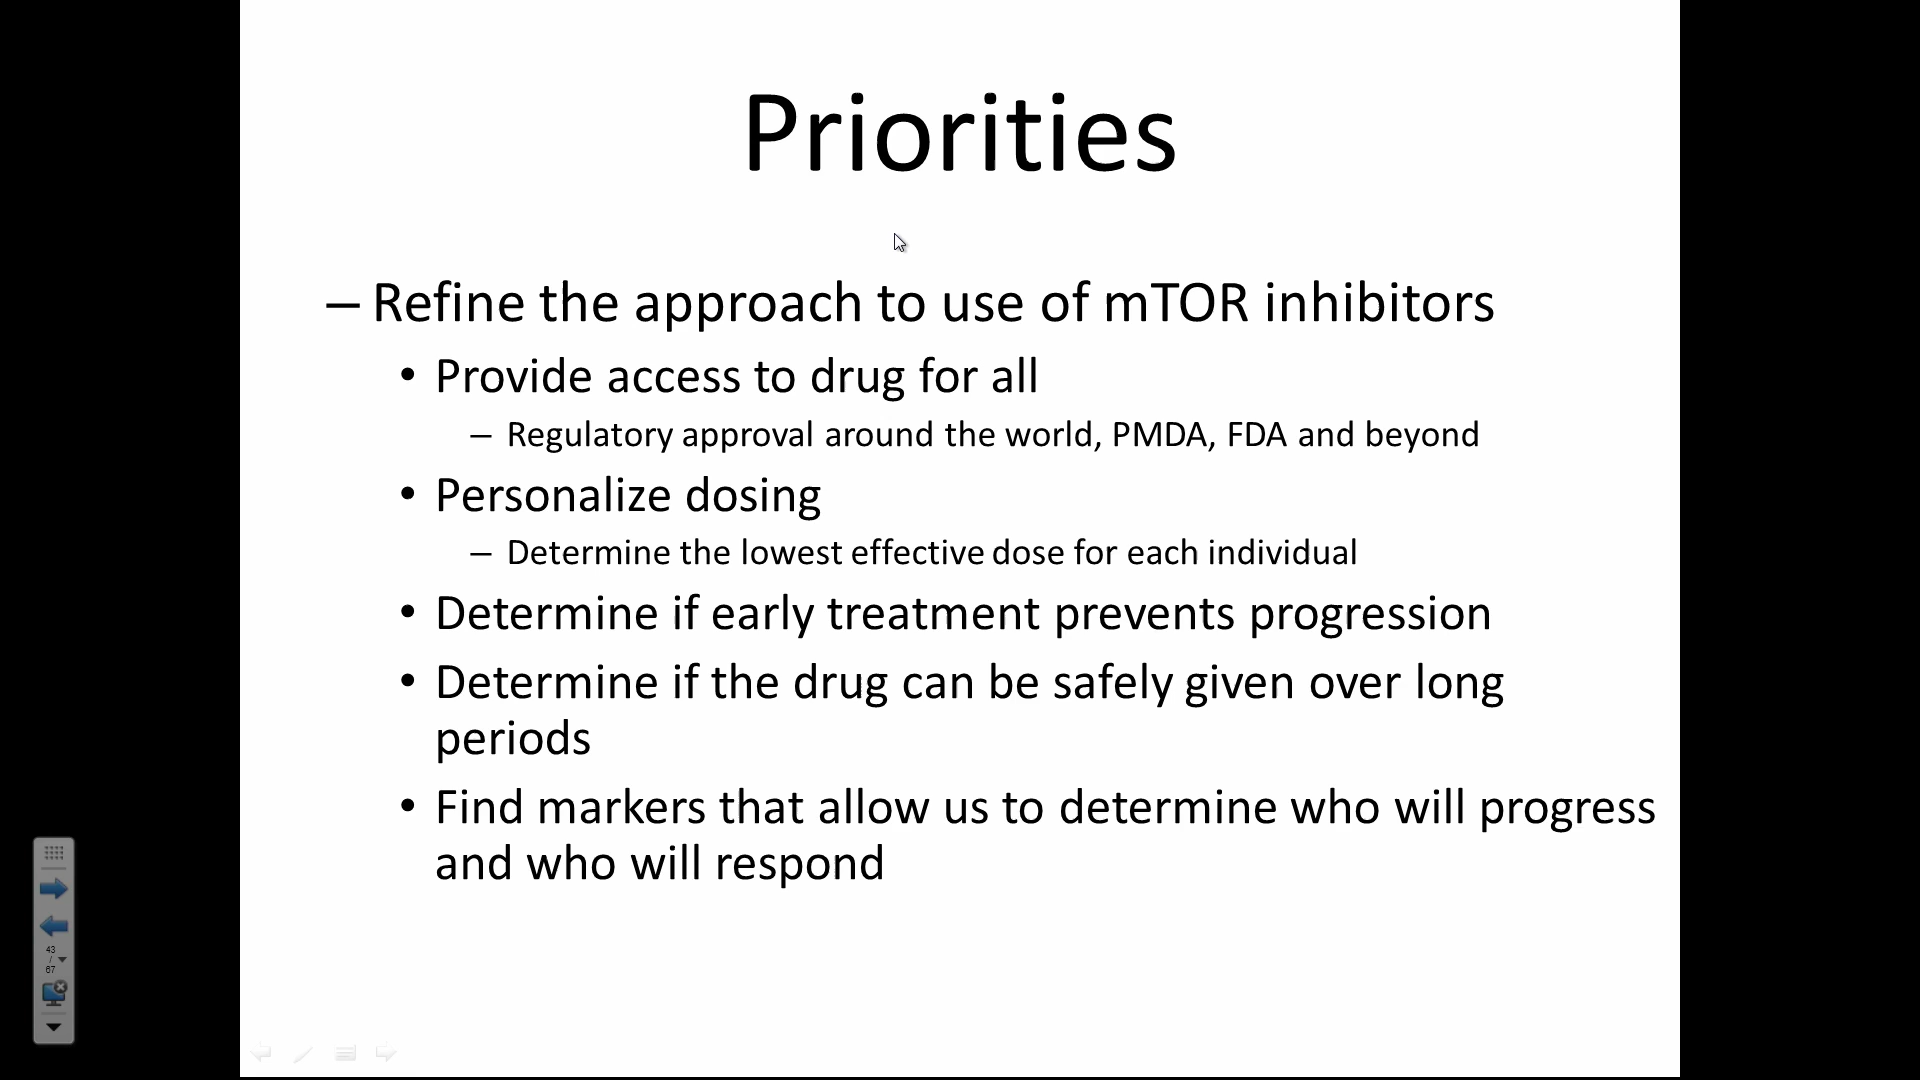 Priorities
– Refine the approach to use of mTOR inhibitors
• Provide access to drug for all
– Regulatory approval around the world, PMDA, FDA and beyond
• Personalize dosing
– Determine the lowest effective dose for each individual
• Determine if early treatment prevents progression
• Determine if the drug can be safely given over long
periods
• Find markers that allow us to determine who will progress
and who will respond
43
/
67